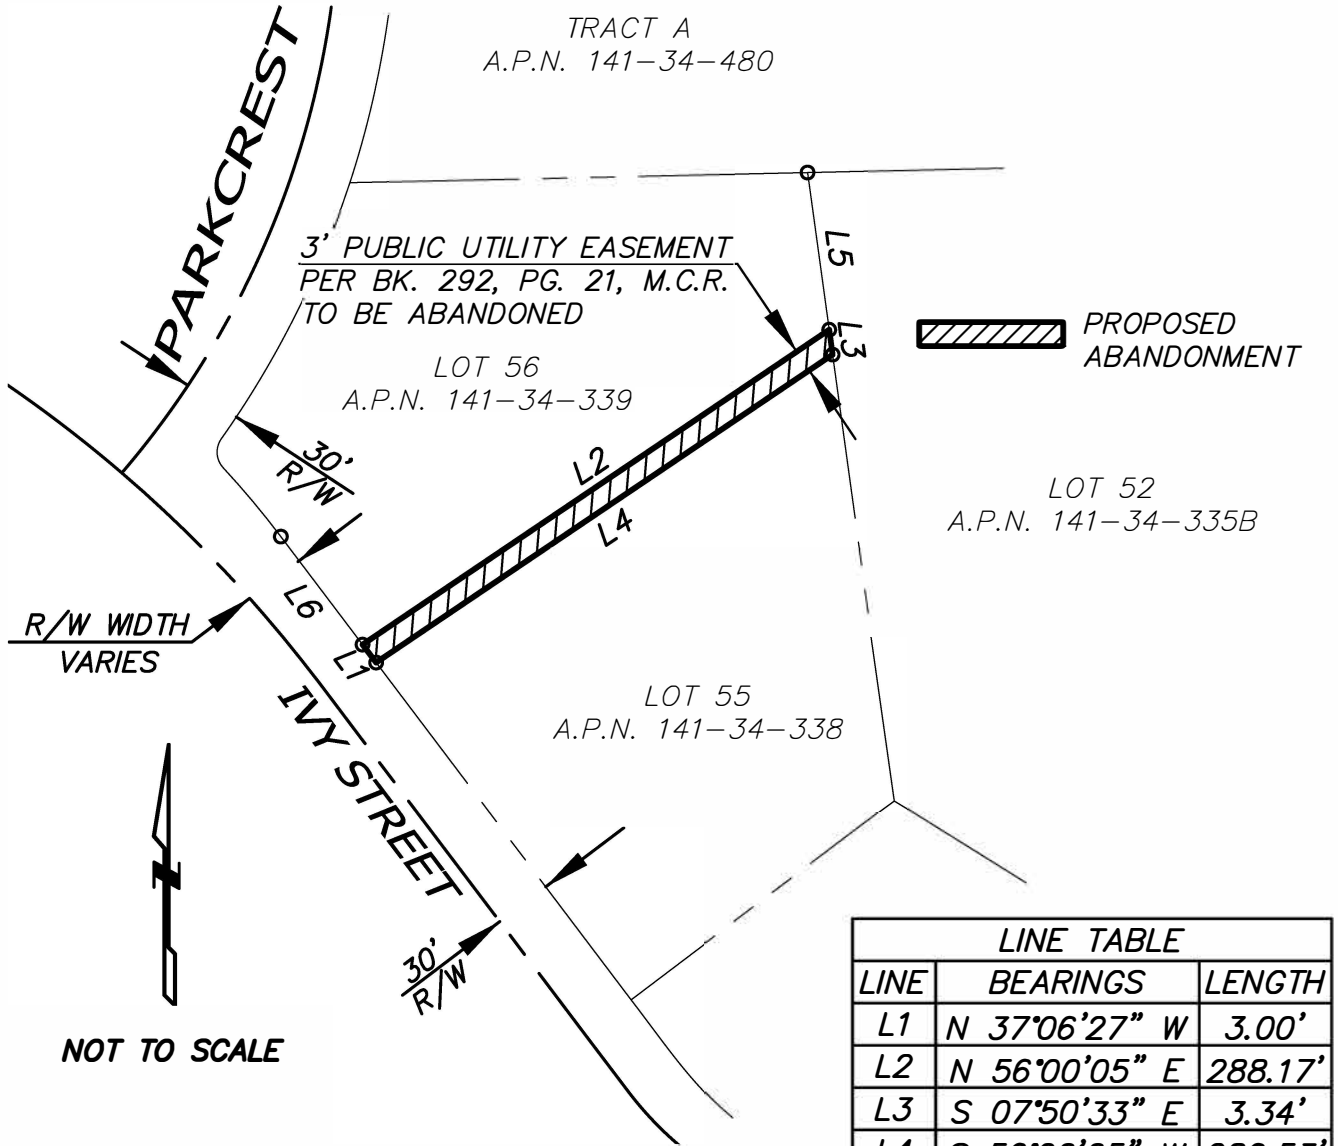 TRACT A
A.P.N. 141-34-480
PARKCREST
3' PUBLIC UTILITY EASEMENT
PER BK. 292, PG. 21, M.C.R.
TO BE ABANDONED
L5
L3
PROPOSED
ABANDONMENT
LOT 56
A.P.N. 141-34-339
30'
R/W
L2
L4
LOT 52
A.P.N. 141-34-335B
L6
R/W WIDTH
VARIES
L1
LOT 55
A.P.N. 141-34-338
IVY STREET
N
30'
R/W
NOT TO SCALE
LINE TABLE
LINE BEARINGS LENGTH
L1 N 37°06'27" W 3.00'
L2 N 56°00'05" E 288.17'
L3 S 07°50'33" E 3.34'
L4